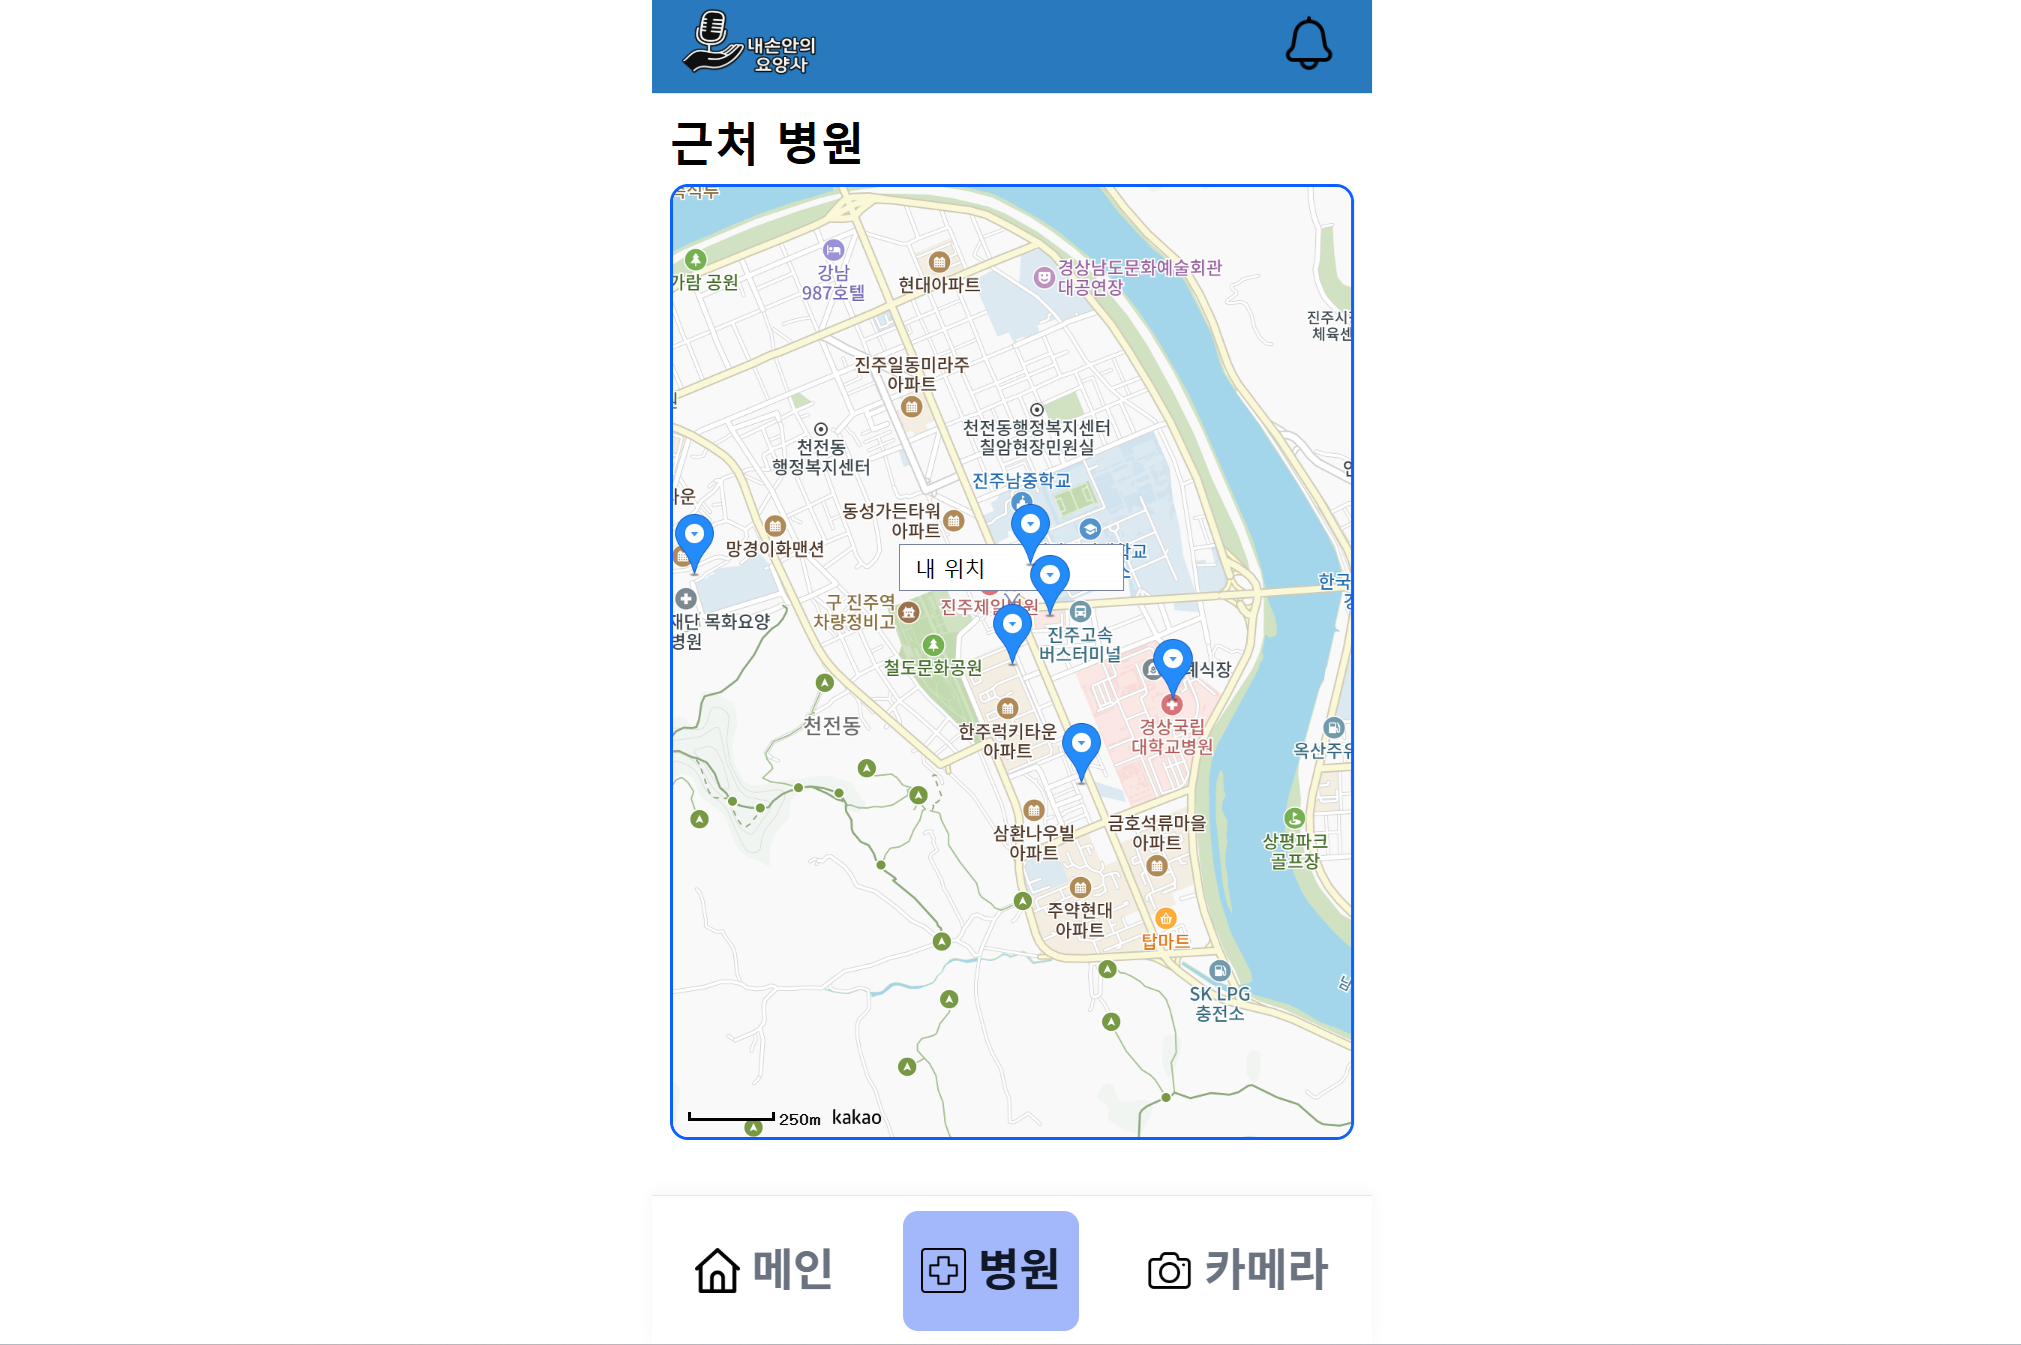 내손안의
요양사
근처 병원
가람 공원
강남
987호텔
현대아파트
경상남도문화예술회관
대공연장
진주시
체육센
진주일동미라주
아파트
천전동행정복지센터
칠암현장민원실
천전동
행정복지센터
진주남중학교
타운
동성가든타워
아파트
망경이화맨션
학교
소
내 위치
한국
구 진주역
차량정비고
진주제일병원
재단 목화요양
병원
진주고속
버스터미널
철도문화공원
례식장
천전동
한주럭키타운
아파트
경상국립
대학교병원
옥산주유
삼환나우빌
아파트
금호석류마을
아파트
상평파크
골프장
주약현대
아파트
탑마트
SK LPG
충전소
남
250m kakao
메인
병원
카메라